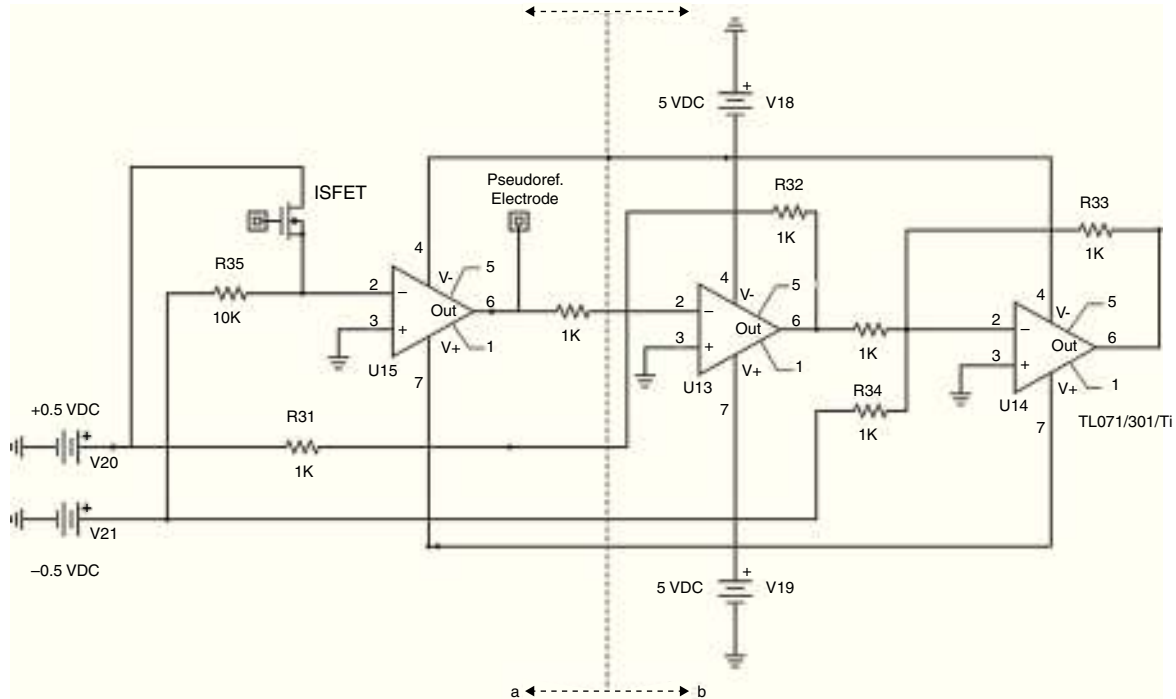 5 VDC
+
V18
ISFET
Pseudoref.
Electrode
R32
1K
R33
1K
R35
10K
4
V-
5
2
−
3
+
Out
6
V+
1
U15
7
1K
4
V-
5
2
−
3
+
Out
6
V+
1
U13
7
1K
R34
1K
4
V-
5
2
−
3
+
Out
6
V+
1
U14
7
TL071/301/Ti
+0.5 VDC
+
V20
R31
1K
+
V21
−0.5 VDC
5 VDC
+
V19
a
b